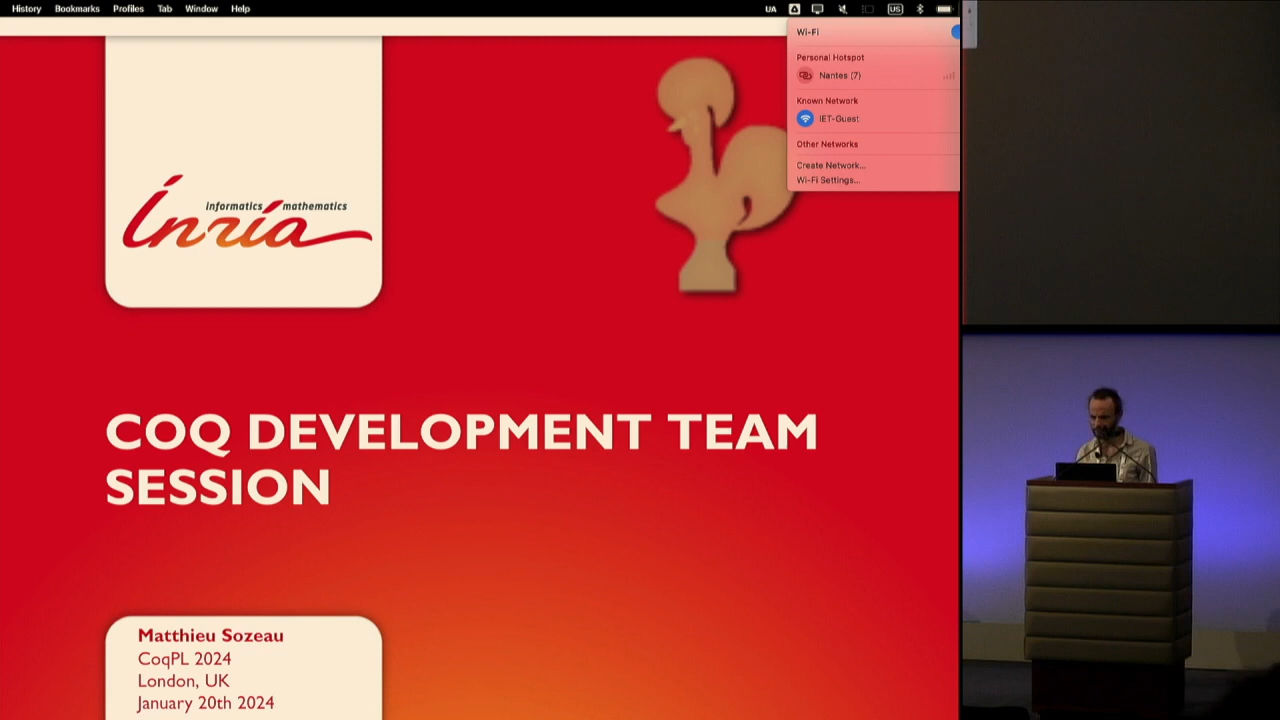 History Bookmarks Profiles Tab Window Help UA US
Wi-Fi
Personal Hotspot
Nantes (7)
Known Network
IET-Guest
Other Networks
Create Network...
Wi-Fi Settings...
informatics mathematics
Inria
COQ DEVELOPMENT TEAM
SESSION
Matthieu Sozeau
CoqPL 2024
London, UK
January 20th 2024